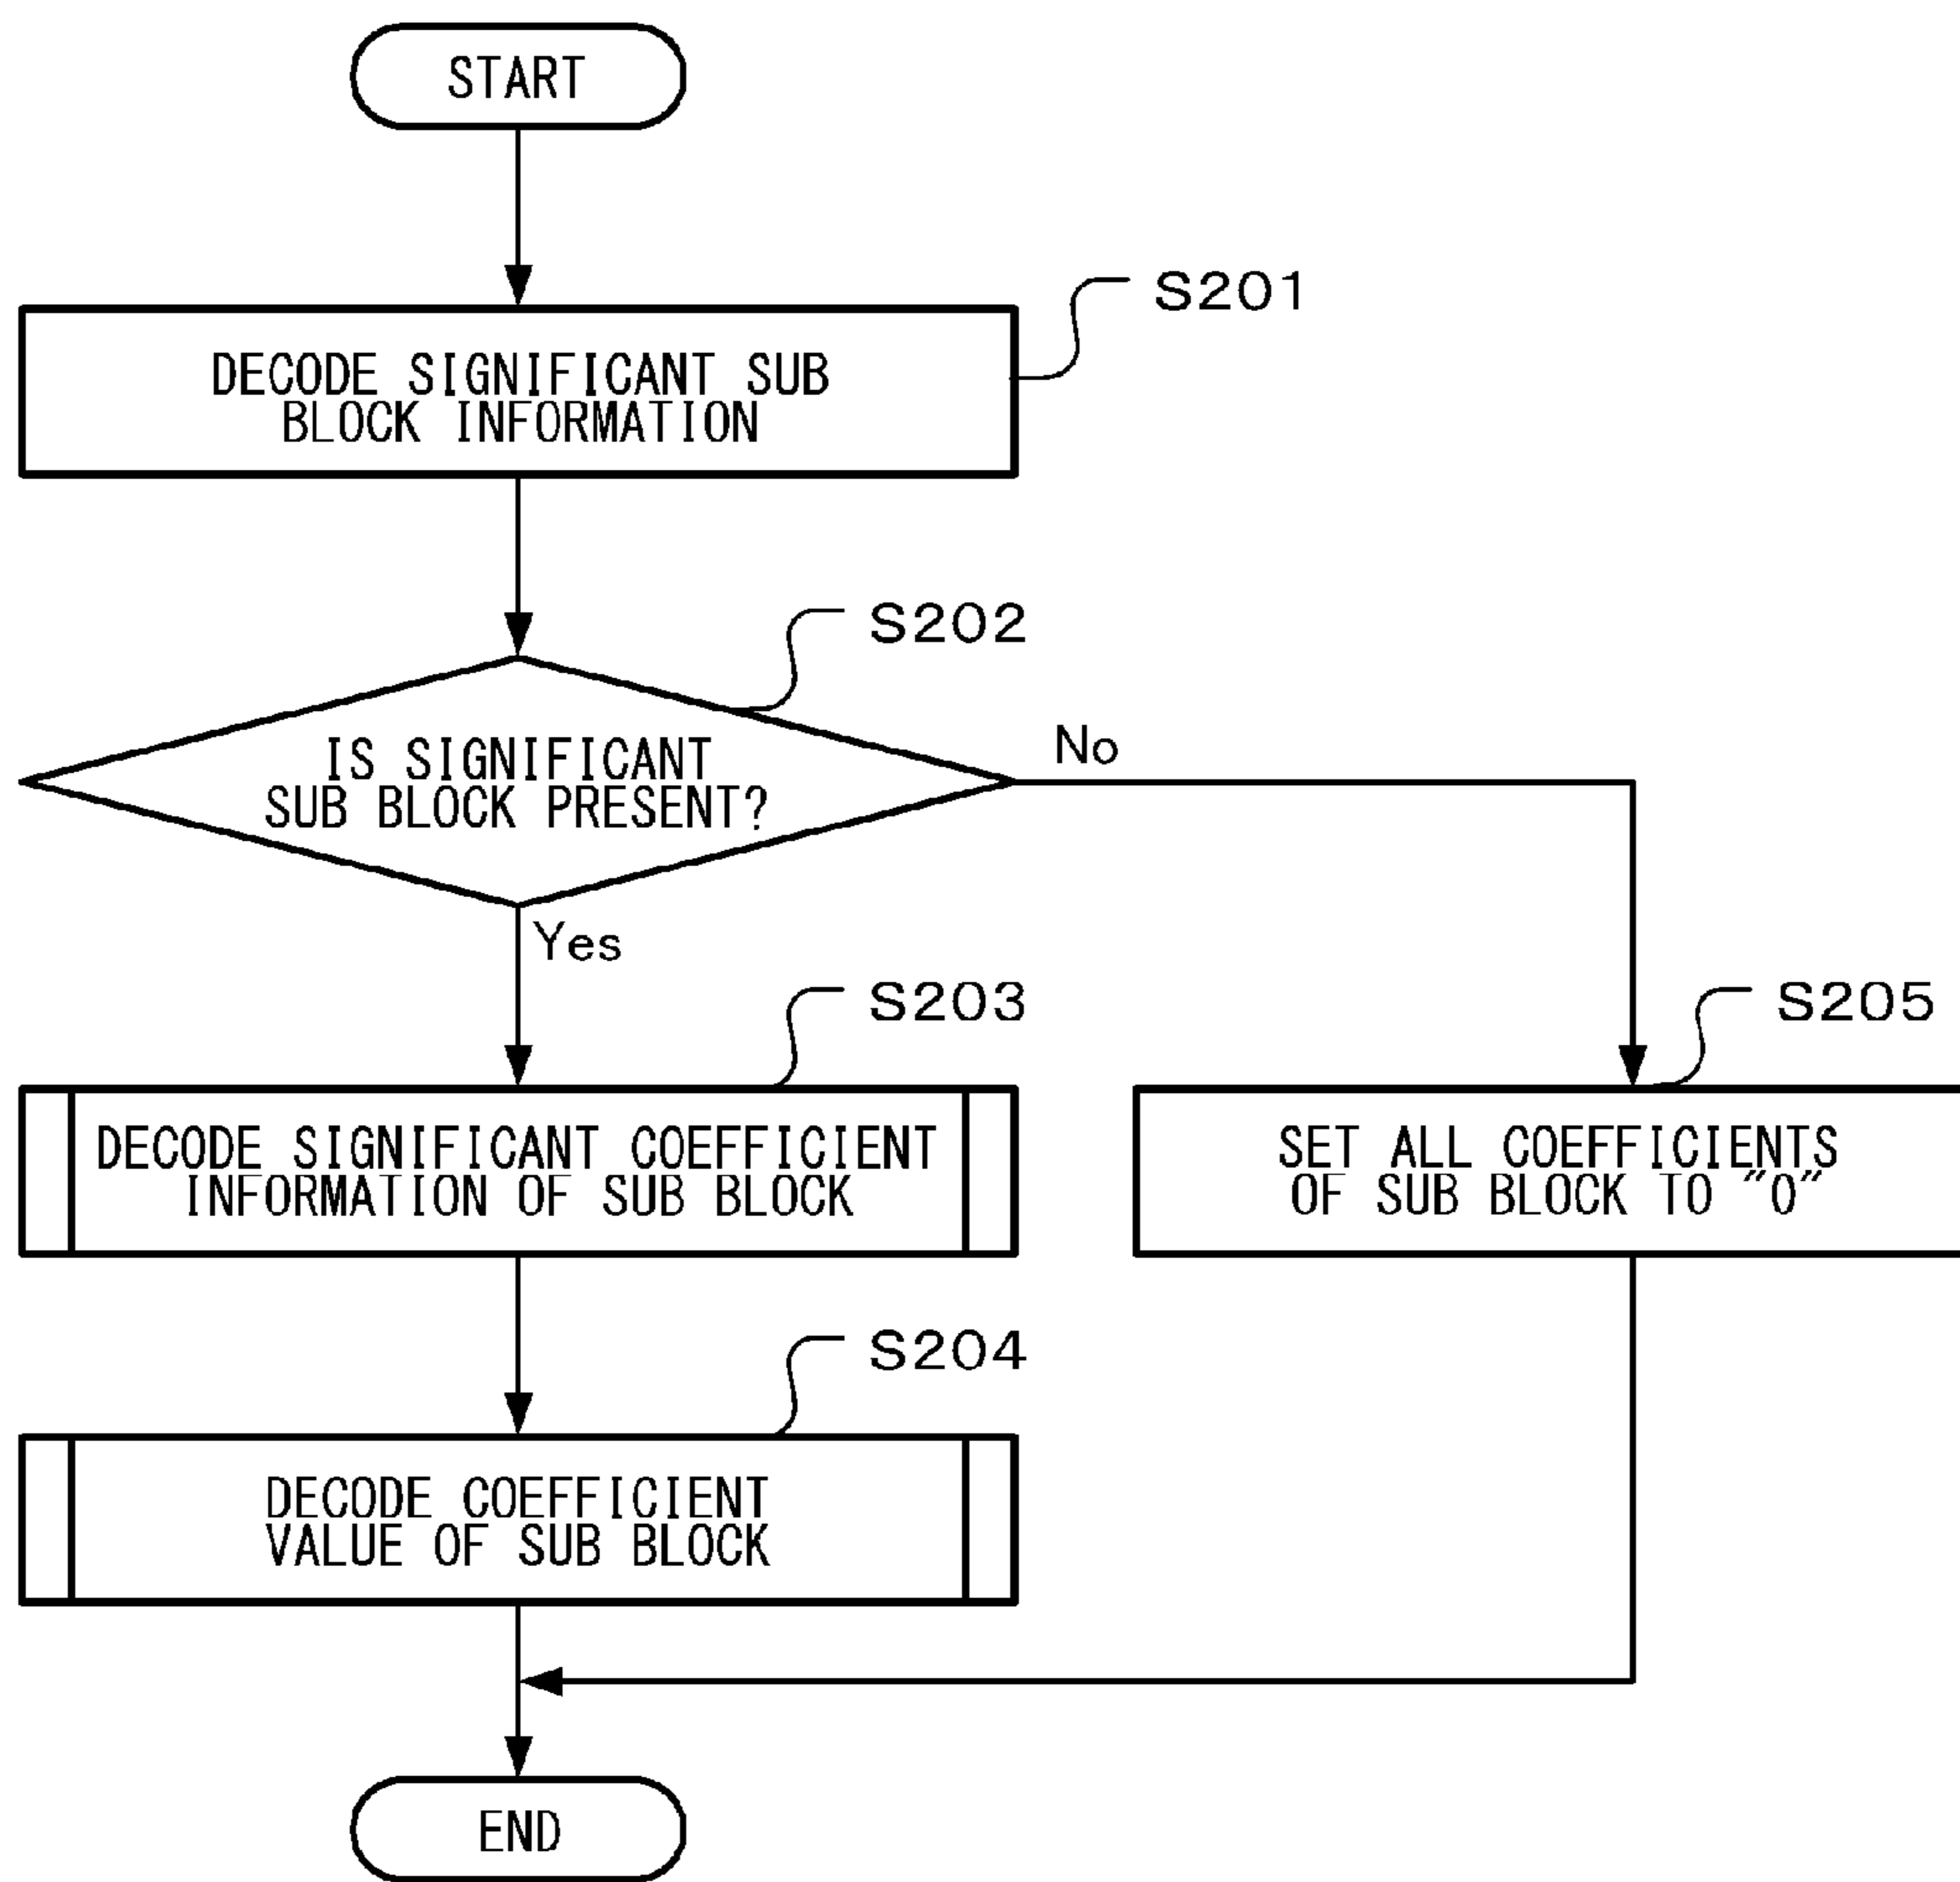 START
S201
DECODE SIGNIFICANT SUB
BLOCK INFORMATION
S202
IS SIGNIFICANT
SUB BLOCK PRESENT?
No
Yes
S203
S205
DECODE SIGNIFICANT COEFFICIENT
INFORMATION OF SUB BLOCK
SET ALL COEFFICIENTS
OF SUB BLOCK TO "0"
S204
DECODE COEFFICIENT
VALUE OF SUB BLOCK
END